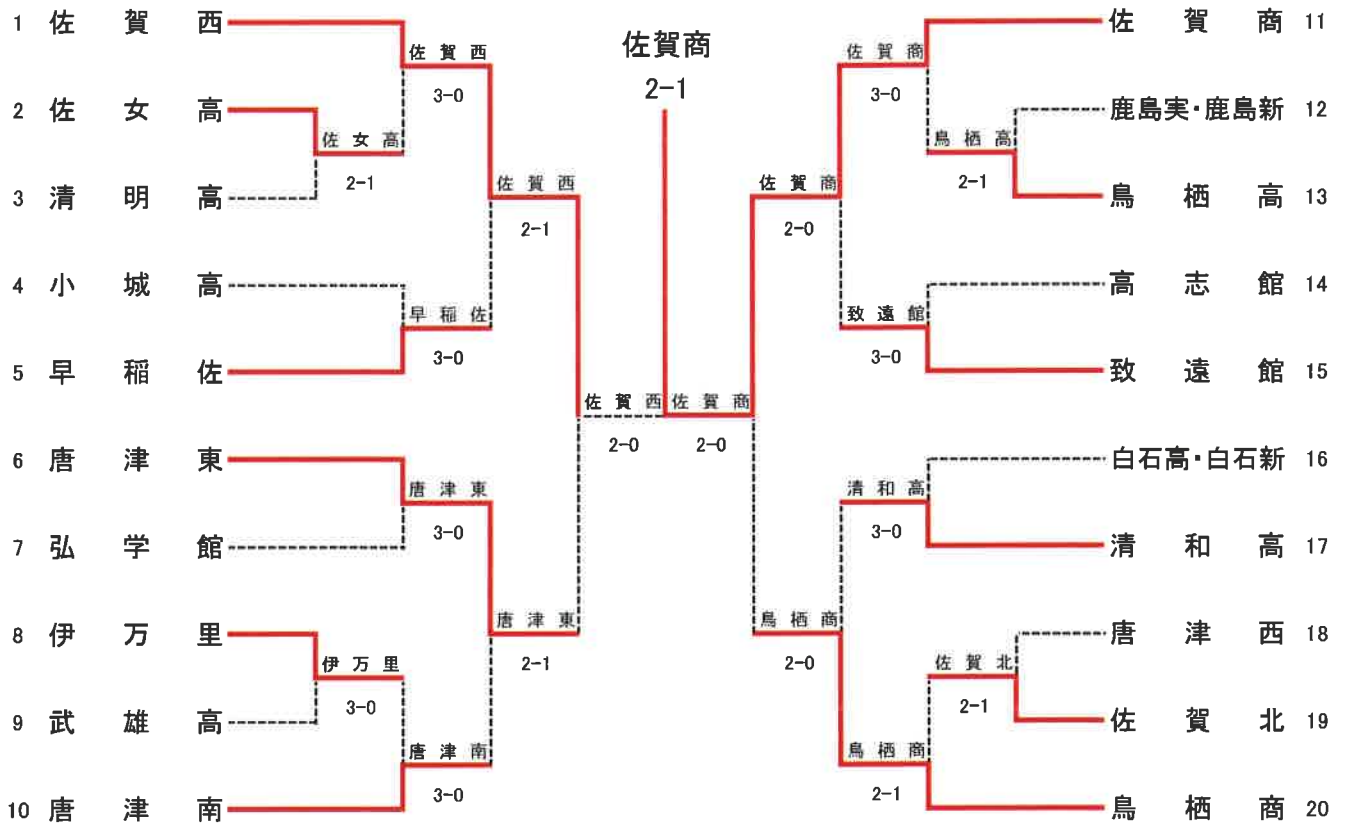 1 佐賀西
2 佐女高
3 清明高
4 小城高
5 早稲佐
6 唐津東
7 弘学館
8 伊万里
9 武雄高
10 唐津南
佐女高
2-1
伊万里
3-0
佐賀西
3-0
早稲佐
3-0
唐津東
3-0
唐津南
3-0
佐賀西
2-1
唐津東
2-1
佐賀西
2-0
佐賀商
2-1
佐賀商
2-0
佐賀商
2-0
鳥栖商
2-0
佐賀商
3-0
致遠館
3-0
清和高
3-0
鳥栖商
2-1
鳥栖高
2-1
佐賀北
2-1
佐賀商 11
鹿島実・鹿島新 12
鳥栖高 13
高志館 14
致遠館 15
白石高・白石新 16
清和高 17
唐津西 18
佐賀北 19
鳥栖商 20